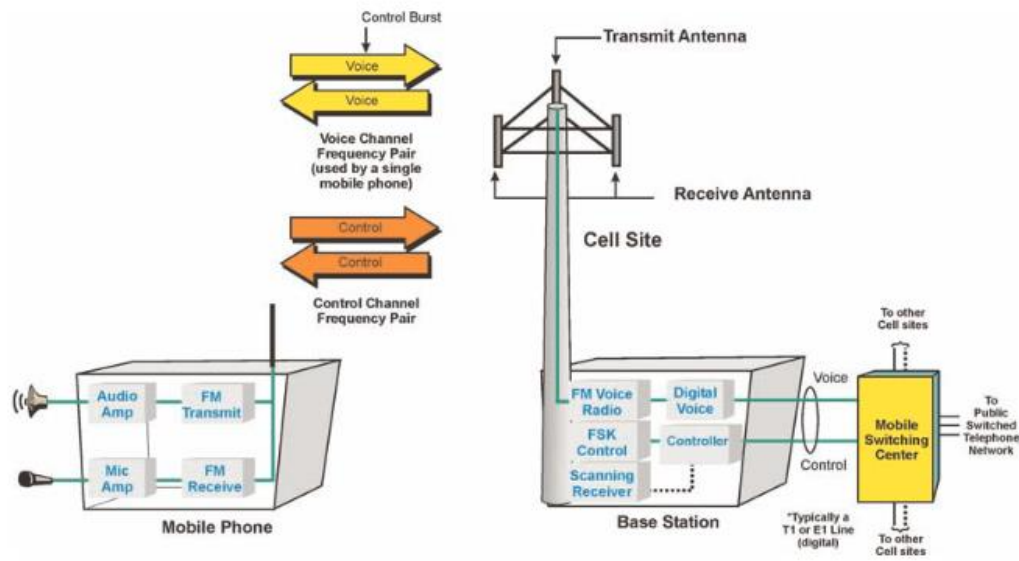 Control Burst
Voice
Voice
Voice Channel
Frequency Pair
(used by a single
mobile phone)
Control
Control
Control Channel
Frequency Pair
Transmit Antenna
Receive Antenna
Cell Site
Audio
Amp
FM
Transmit
Mic
Amp
FM
Receive
Mobile Phone
FM Voice
Radio
Digital
Voice
FSK
Control
Controller
Scanning
Receiver
Base Station
Voice
Control
"Typically a
T1 or E1 Line
(digital)
To other
Cell sites
Mobile
Switching
Center
To
Public
Switched
Telephone
Network
To other
Cell sites